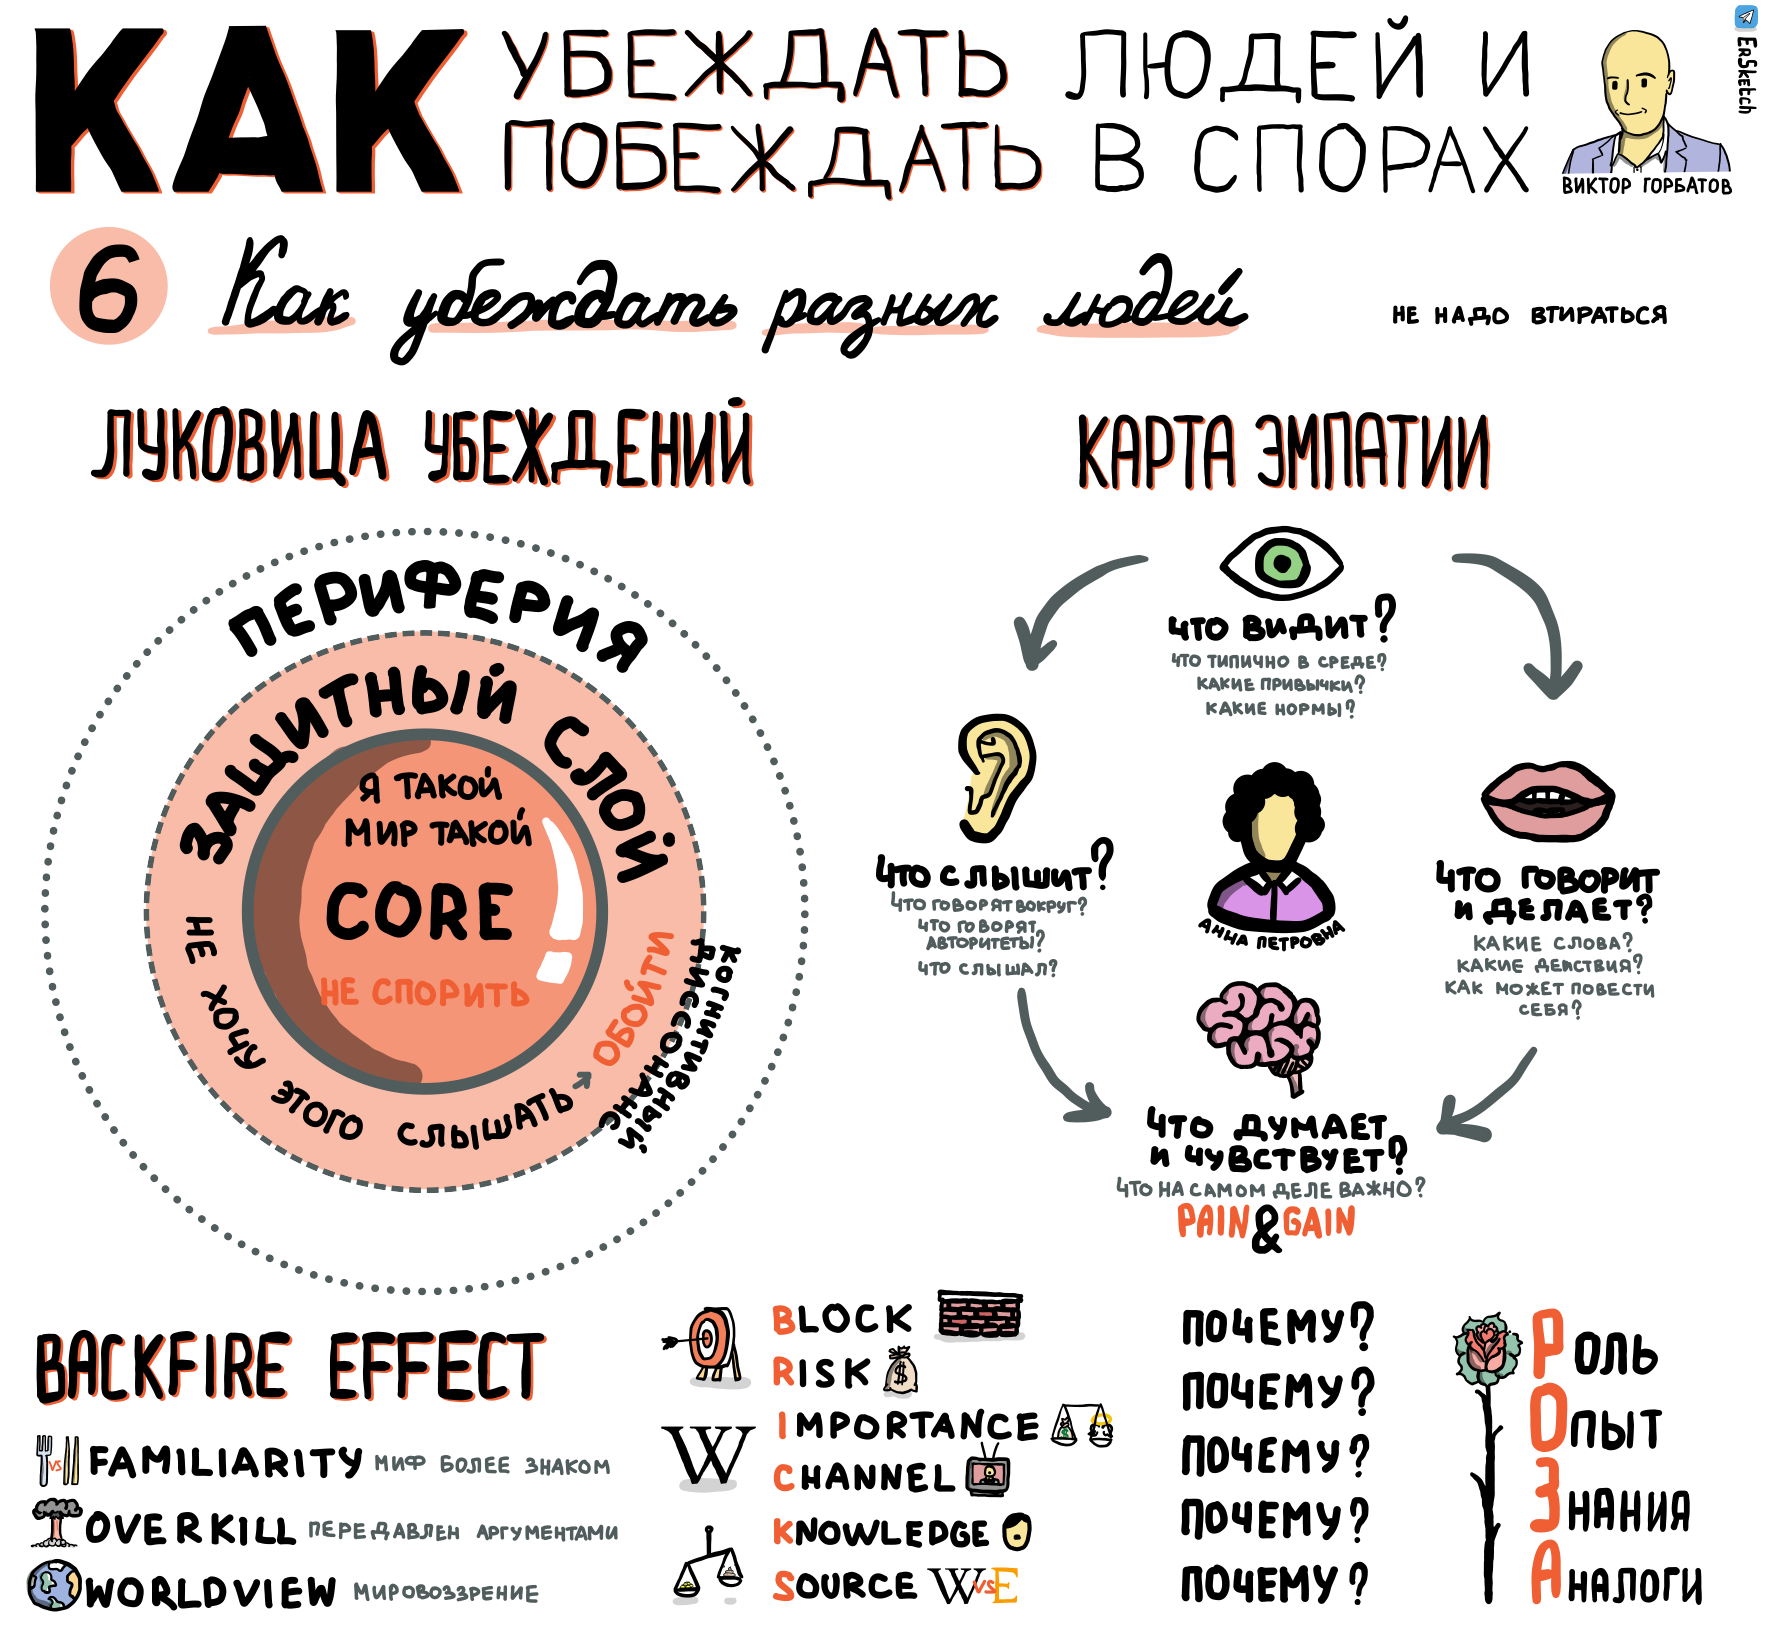 КАК
УБЕЖДАТЬ ЛЮДЕЙ И
ПОБЕЖДАТЬ В СПОРАХ
ВИКТОР ГОРБАТОВ
ErSketch
6
Как убеждать разных людей
НЕ НАДО ВТИРАТЬСЯ
ЛУКОВИЦА УБЕЖДЕНИЙ
ПЕРИФЕРИЯ
ЗАЩИТНЫЙ СЛОЙ
Я ТАКОЙ
МИР ТАКОЙ
CORE
НЕ СПОРИТЬ
НЕ ХОЧУ ЭТОГО СЛЫШАТЬ → ОБОЙТИ
КОГНИТИВНЫЙ
ДИССОНАНС
КАРТА ЭМПАТИИ
ЧТО ВИДИТ?
ЧТО ТИПИЧНО В СРЕДЕ?
КАКИЕ ПРИВЫЧКИ?
КАКИЕ НОРМЫ?
ЧТО СЛЫШИТ?
ЧТО ГОВОРЯТ ВОКРУГ?
ЧТО ГОВОРЯТ
АВТОРИТЕТЫ?
ЧТО СЛЫШАЛ?
АННА ПЕТРОВНА
ЧТО ГОВОРИТ
И ДЕЛАЕТ?
КАКИЕ СЛОВА?
КАКИЕ ДЕЙСТВИЯ?
КАК МОЖЕТ ПОВЕСТИ
СЕБЯ?
ЧТО ДУМАЕТ
И ЧУВСТВУЕТ?
ЧТО НА САМОМ ДЕЛЕ ВАЖНО?
PAIN & GAIN
BACKFIRE EFFECT
VS FAMILIARITY МИФ БОЛЕЕ ЗНАКОМ
OVERKILL ПЕРЕДАВЛЕН АРГУМЕНТАМИ
WORLDVIEW МИРОВОЗЗРЕНИЕ
W
BLOCK
RISK $
IMPORTANCE
CHANNEL
KNOWLEDGE
SOURCE W VS E
ПОЧЕМУ?
ПОЧЕМУ?
ПОЧЕМУ?
ПОЧЕМУ?
ПОЧЕМУ?
РОЛЬ
ОПЫТ
ЗНАНИЯ
АНАЛОГИ